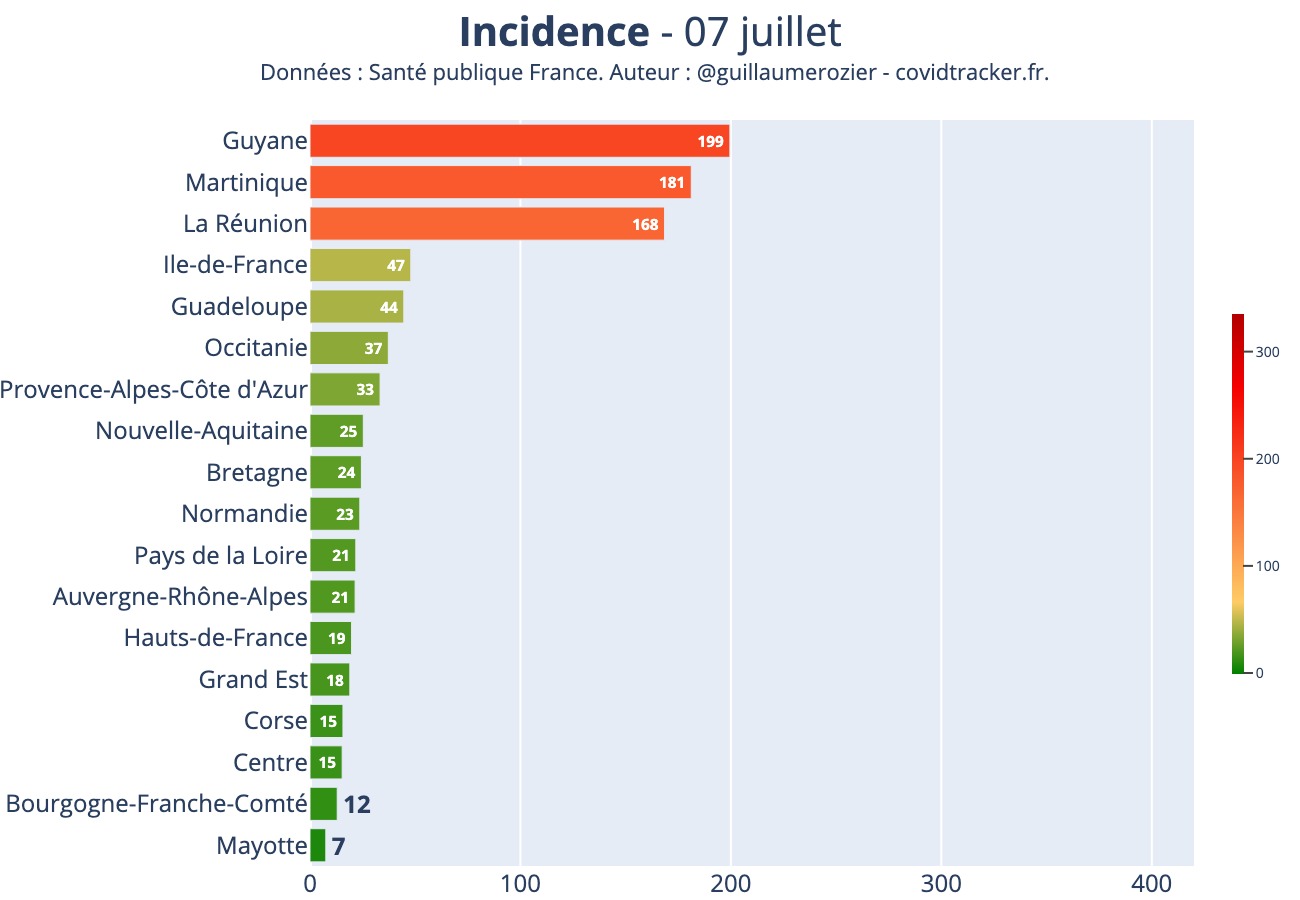 Incidence - 07 juillet
Données : Santé publique France. Auteur : @guillaumerozier - covidtracker.fr.
Guyane 199
Martinique 181
La Réunion 168
Ile-de-France 47
Guadeloupe 44
Occitanie 37
Provence-Alpes-Côte d'Azur 33
Nouvelle-Aquitaine 25
Bretagne 24
Normandie 23
Pays de la Loire 21
Auvergne-Rhône-Alpes 21
Hauts-de-France 19
Grand Est 18
Corse 15
Centre 15
Bourgogne-Franche-Comté 12
Mayotte 7
0 100 200 300 400
300
200
100
0